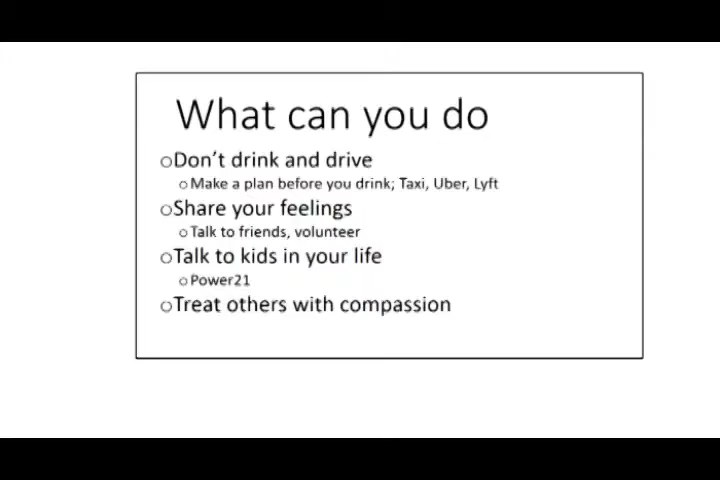 What can you do
Don't drink and drive
Make a plan before you drink; Taxi, Uber, Lyft
Share your feelings
Talk to friends, volunteer
Talk to kids in your life
Power21
Treat others with compassion